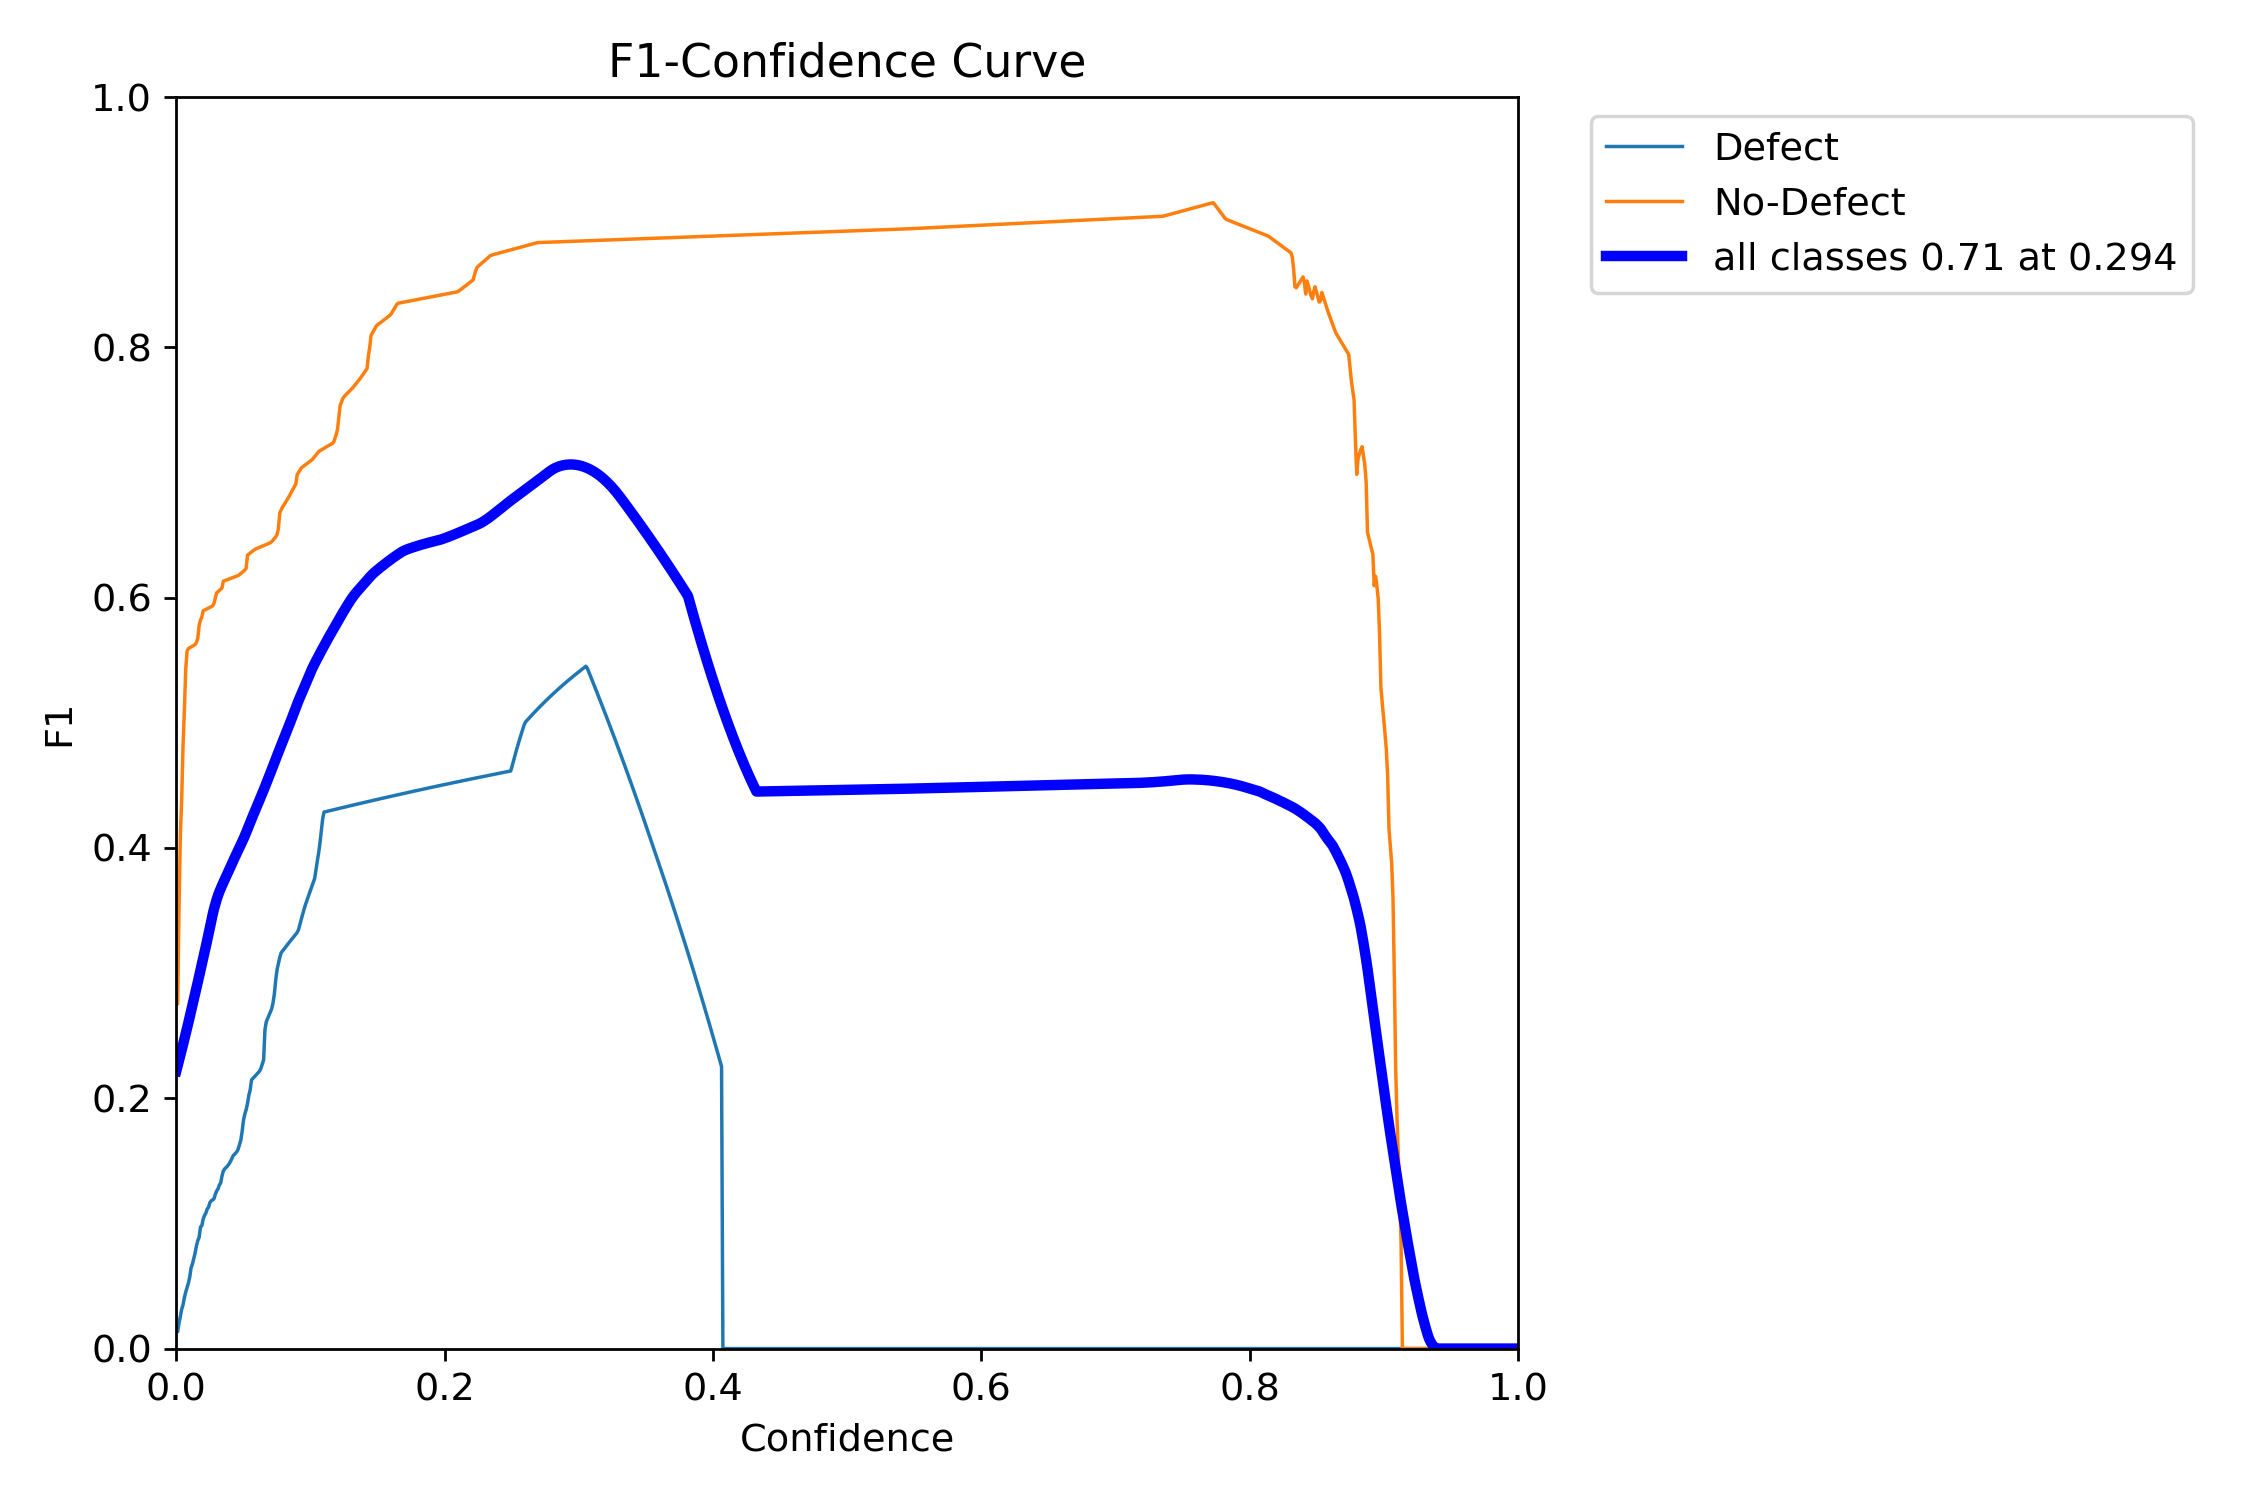 F1-Confidence Curve
1.0
0.8
0.6
0.4
0.2
0.0
F1
0.0 0.2 0.4 0.6 0.8 1.0
Confidence
Defect
No-Defect
all classes 0.71 at 0.294